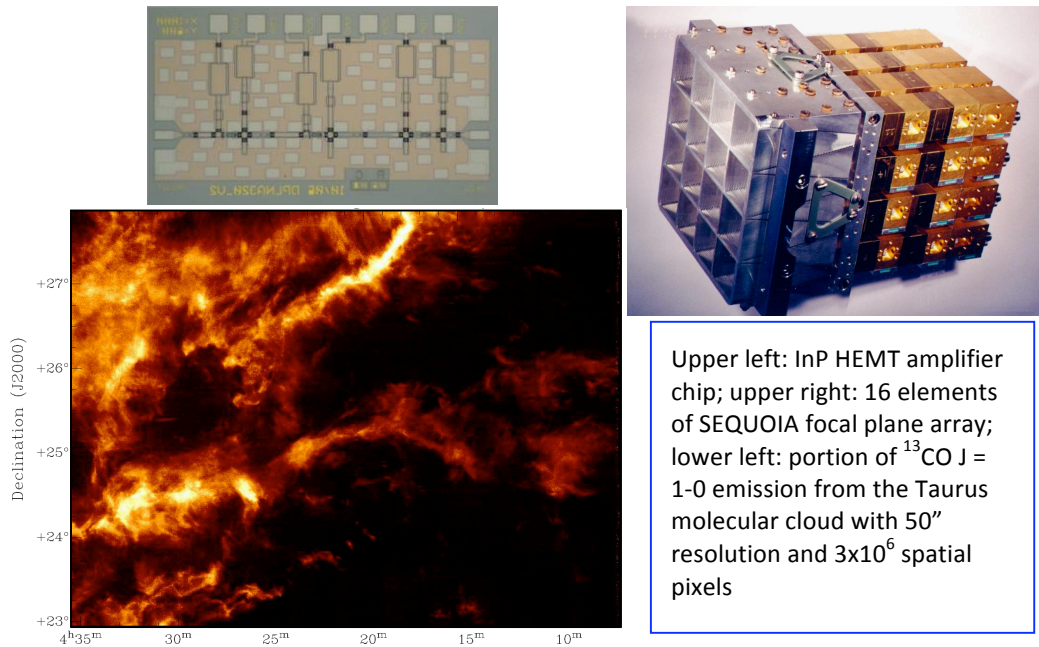 +27°
+26°
+25°
+24°
+23°
Declination (J2000)
4ʰ35ᵐ 30ᵐ 25ᵐ 20ᵐ 15ᵐ 10ᵐ
Upper left: InP HEMT amplifier
chip; upper right: 16 elements
of SEQUOIA focal plane array;
lower left: portion of ¹³CO J =
1-0 emission from the Taurus
molecular cloud with 50”
resolution and 3x10⁶ spatial
pixels